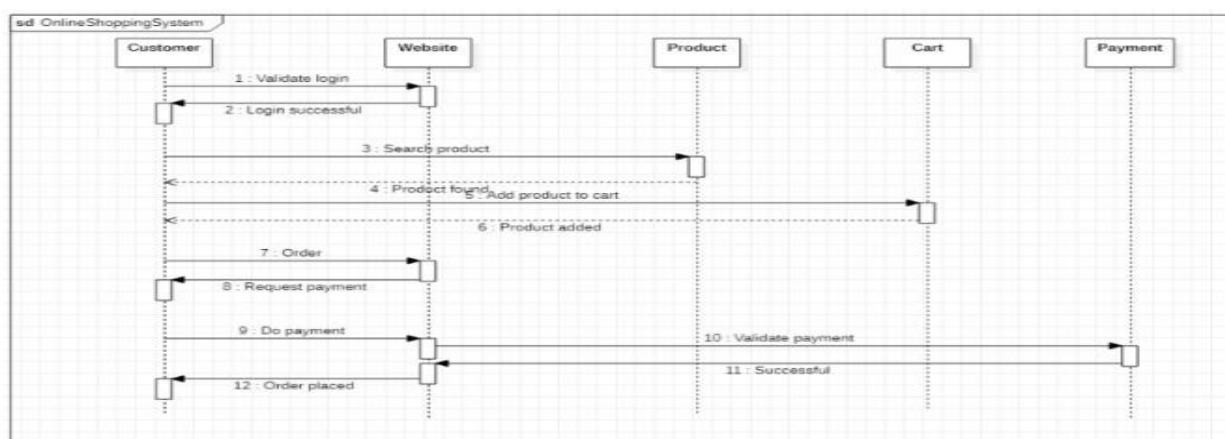 sd OnlineShoppingSystem
Customer
Website
Product
Cart
Payment
1 : Validate login
2 : Login successful
3 : Search product
4 : Product found
5 : Add product to cart
6 : Product added
7 : Order
8 : Request payment
9 : Do payment
10 : Validate payment
11 : Successful
12 : Order placed